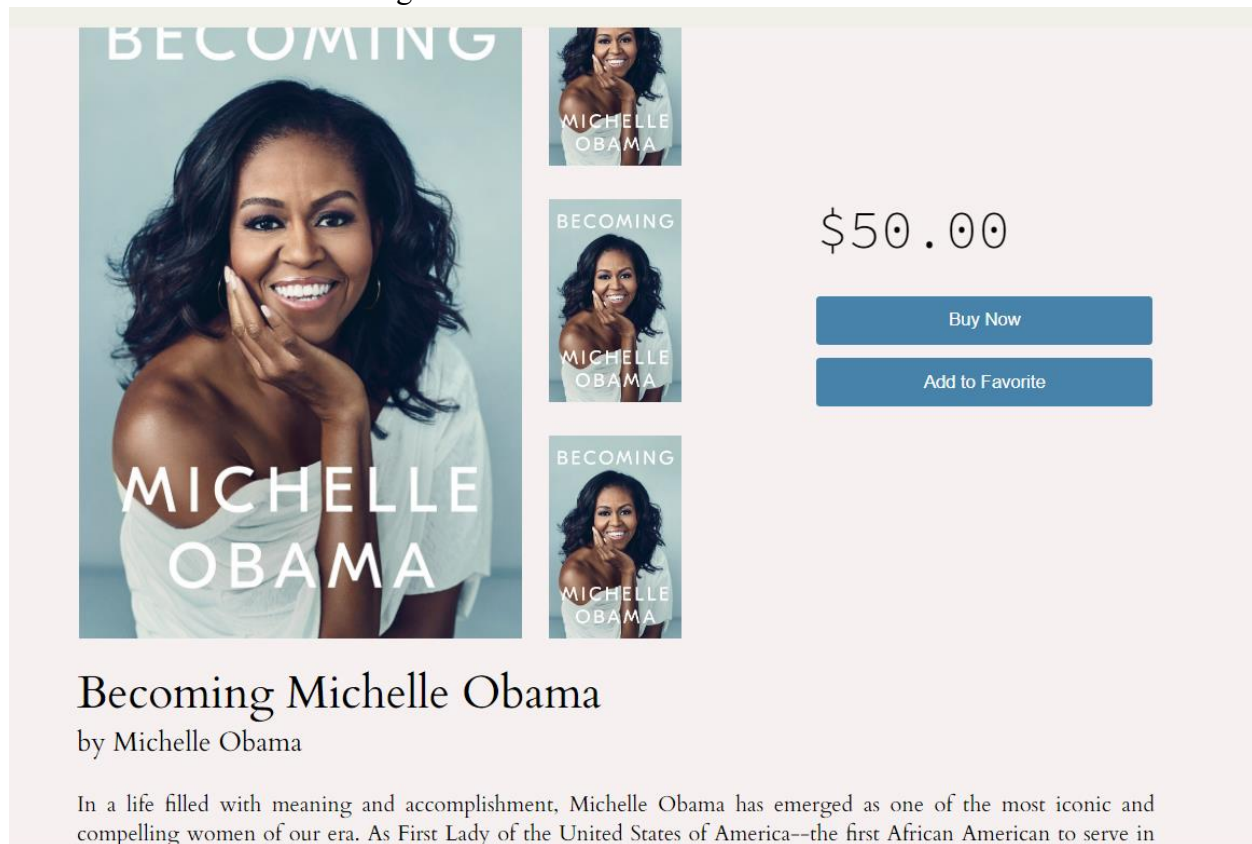 BECOMING
MICHELLE
OBAMA
MICHELLE
OBAMA
BECOMING
MICHELLE
OBAMA
BECOMING
MICHELLE
OBAMA
$50.00
Buy Now
Add to Favorite
Becoming Michelle Obama
by Michelle Obama
In a life filled with meaning and accomplishment, Michelle Obama has emerged as one of the most iconic and
compelling women of our era. As First Lady of the United States of America--the first African American to serve in